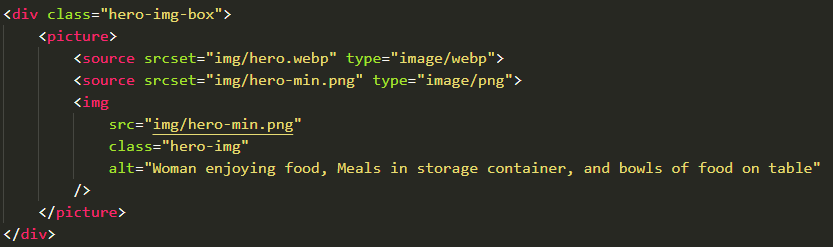 <div class="hero-img-box">
<picture>
<source srcset="img/hero.webp" type="image/webp">
<source srcset="img/hero-min.png" type="image/png">
<img
src="img/hero-min.png"
class="hero-img"
alt="Woman enjoying food, Meals in storage container, and bowls of food on table"
/>
</picture>
</div>